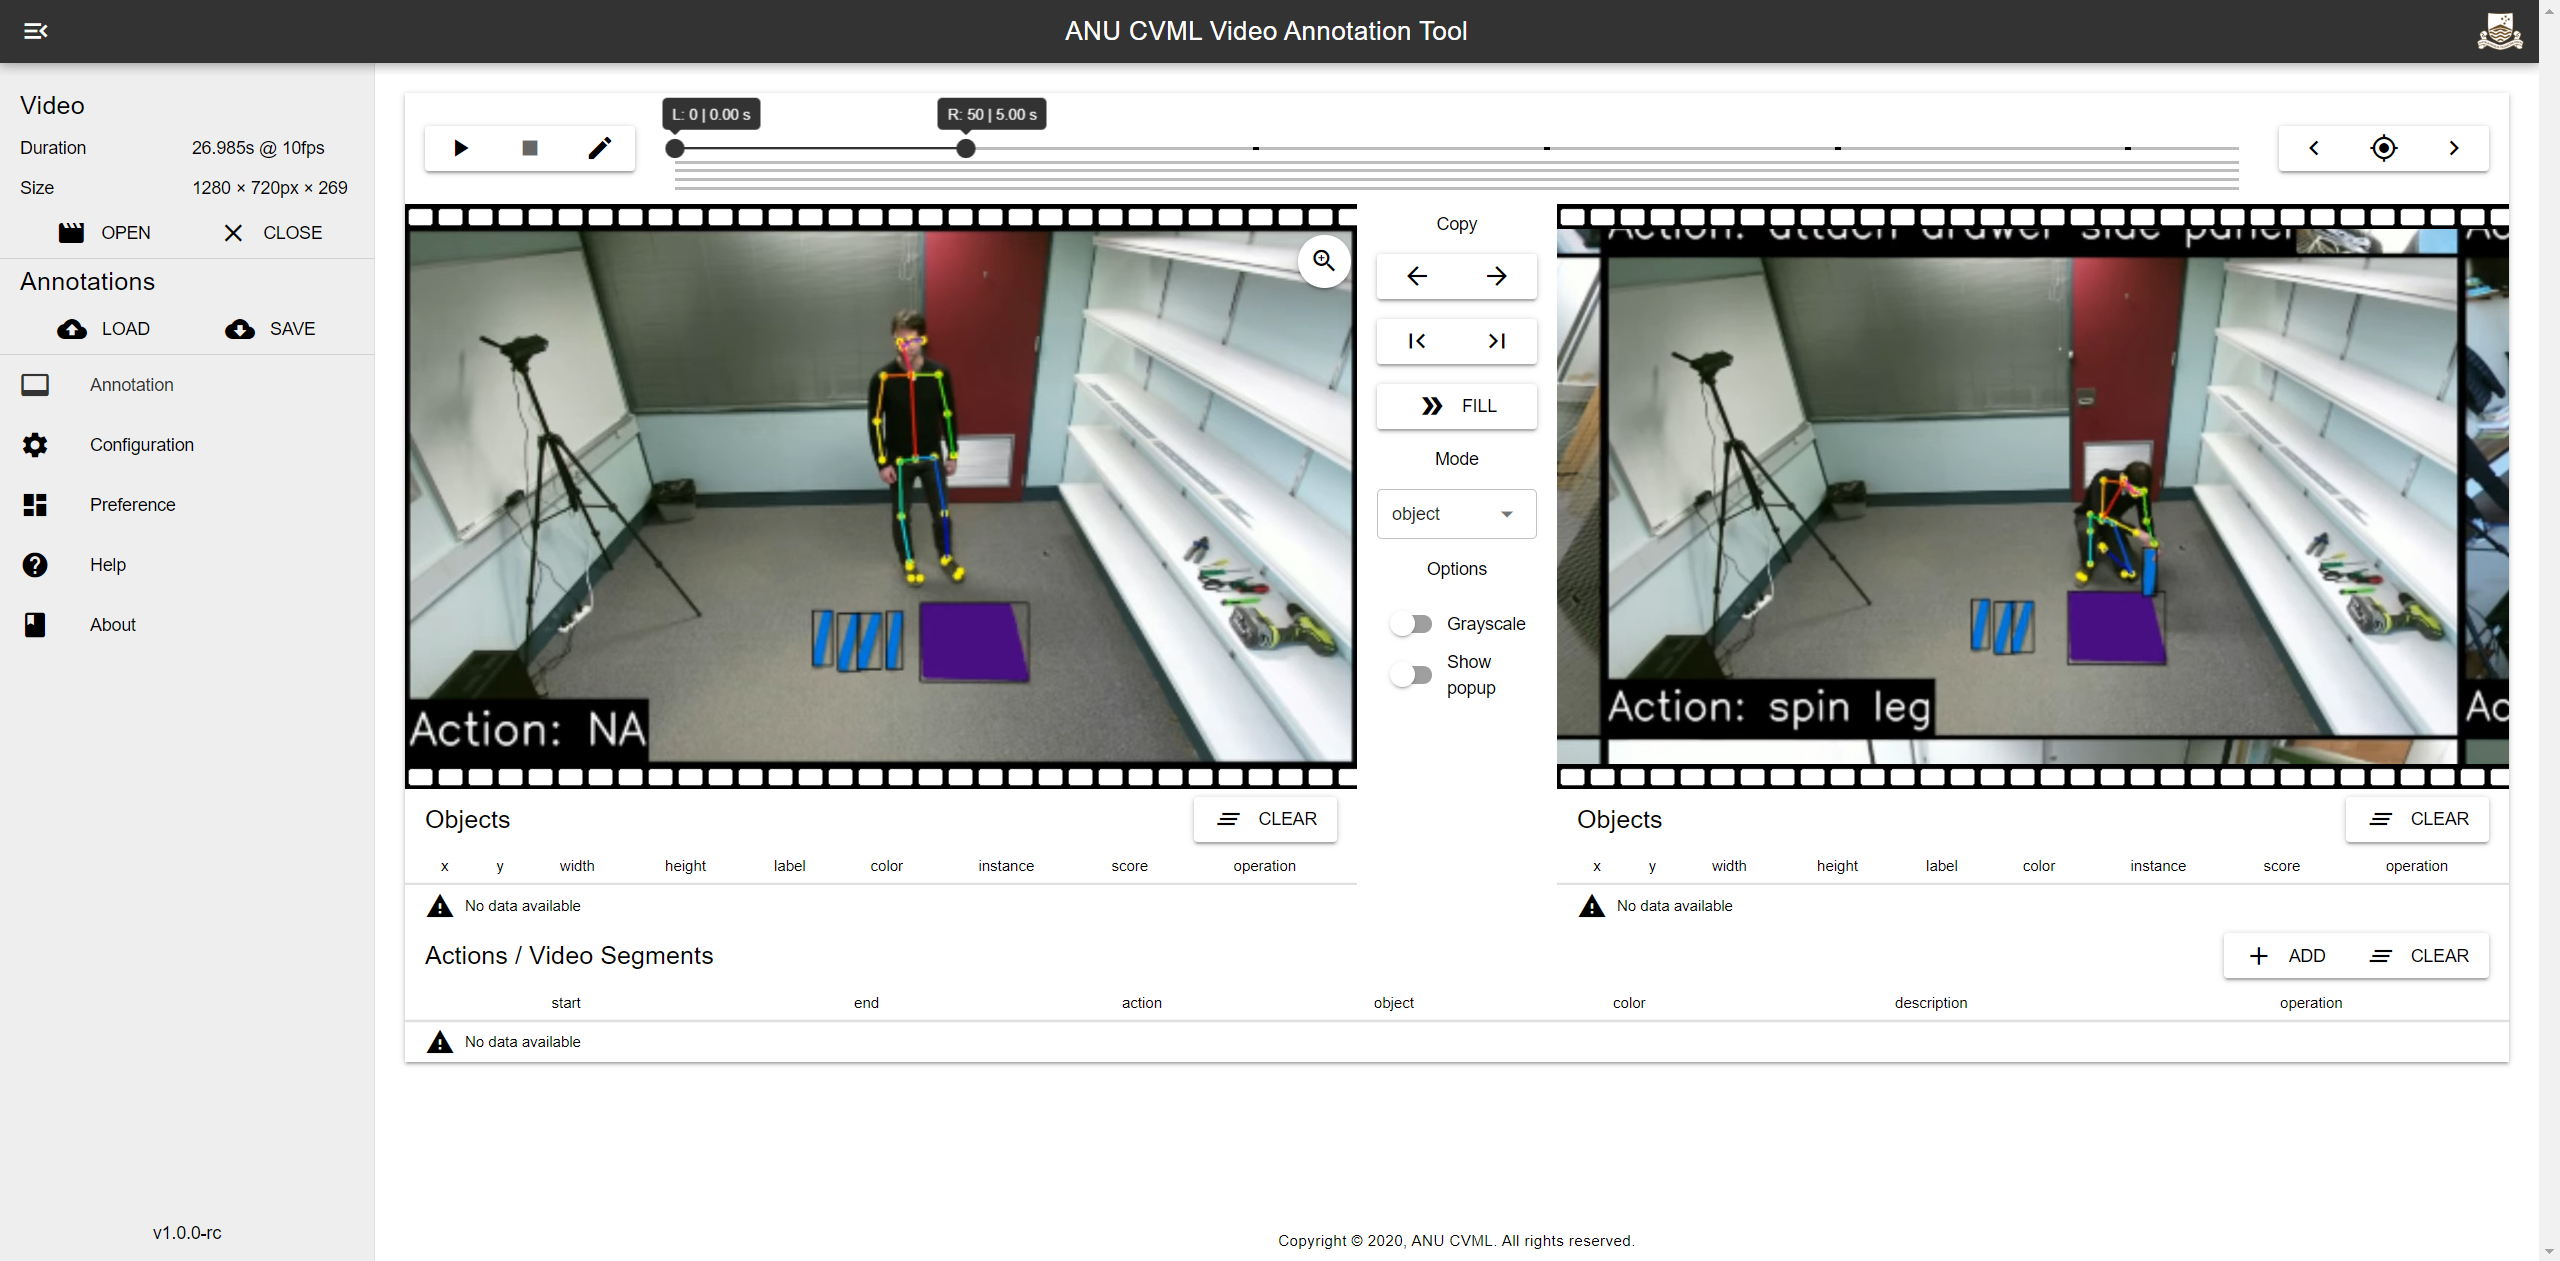 ANU CVML Video Annotation Tool
Video
Duration 26.985s @ 10fps
Size 1280 × 720px × 269
OPEN CLOSE
Annotations
LOAD SAVE
Annotation
Configuration
Preference
Help
About
v1.0.0-rc
L: 0 | 0.00 s
R: 50 | 5.00 s
Action: NA
Copy
FILL
Mode
object
Options
Grayscale
Show
popup
Action: attach drawer side panel
Action: spin leg
Objects CLEAR
x y width height label color instance score operation
No data available
Objects CLEAR
x y width height label color instance score operation
No data available
Actions / Video Segments ADD CLEAR
start end action object color description operation
No data available
Copyright © 2020, ANU CVML. All rights reserved.